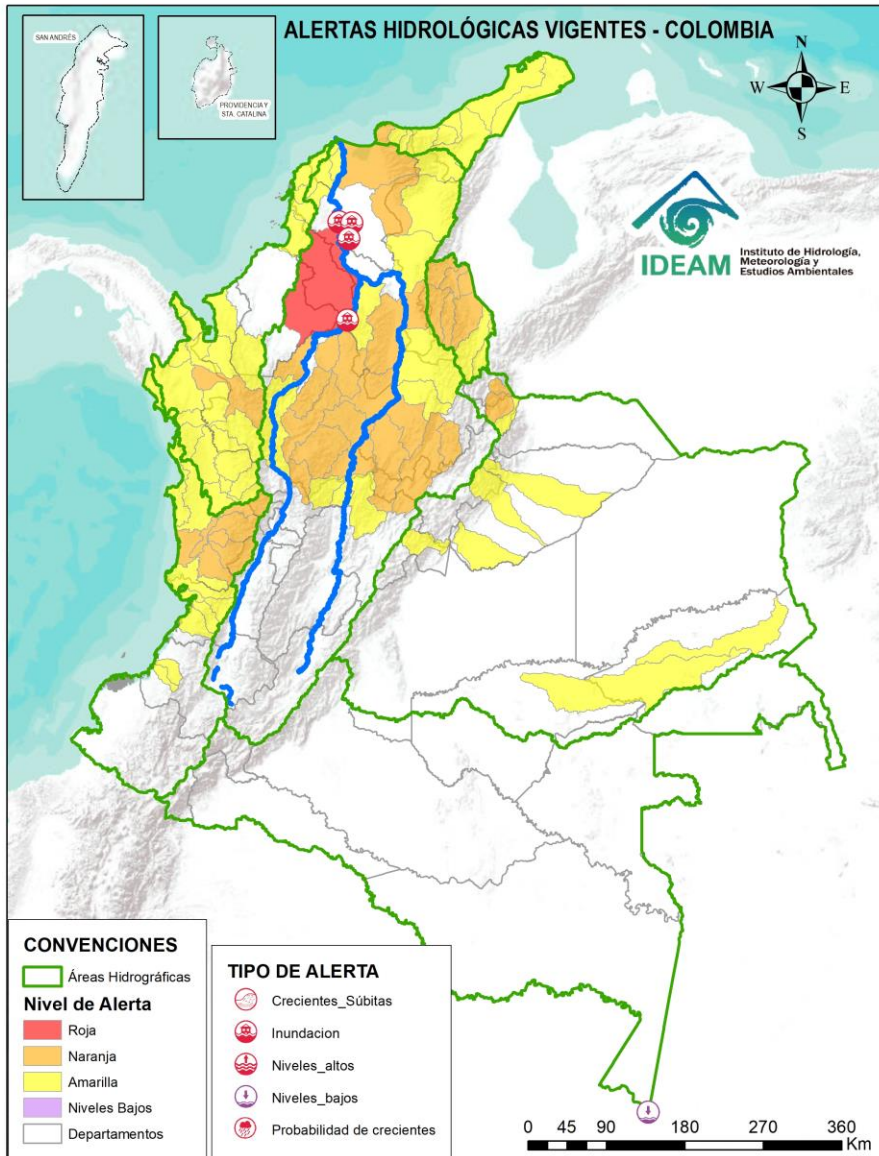 ALERTAS HIDROLÓGICAS VIGENTES - COLOMBIA
SAN ANDRÉS
PROVIDENCIA Y
STA. CATALINA
N
W E
S
IDEAM
Instituto de Hidrología,
Meteorología y
Estudios Ambientales
CONVENCIONES
Áreas Hidrográficas
Nivel de Alerta
Roja
Naranja
Amarilla
Niveles Bajos
Departamentos
TIPO DE ALERTA
Crecientes_Súbitas
Inundacion
Niveles_altos
Niveles_bajos
Probabilidad de crecientes
0 45 90 180 270 360
Km